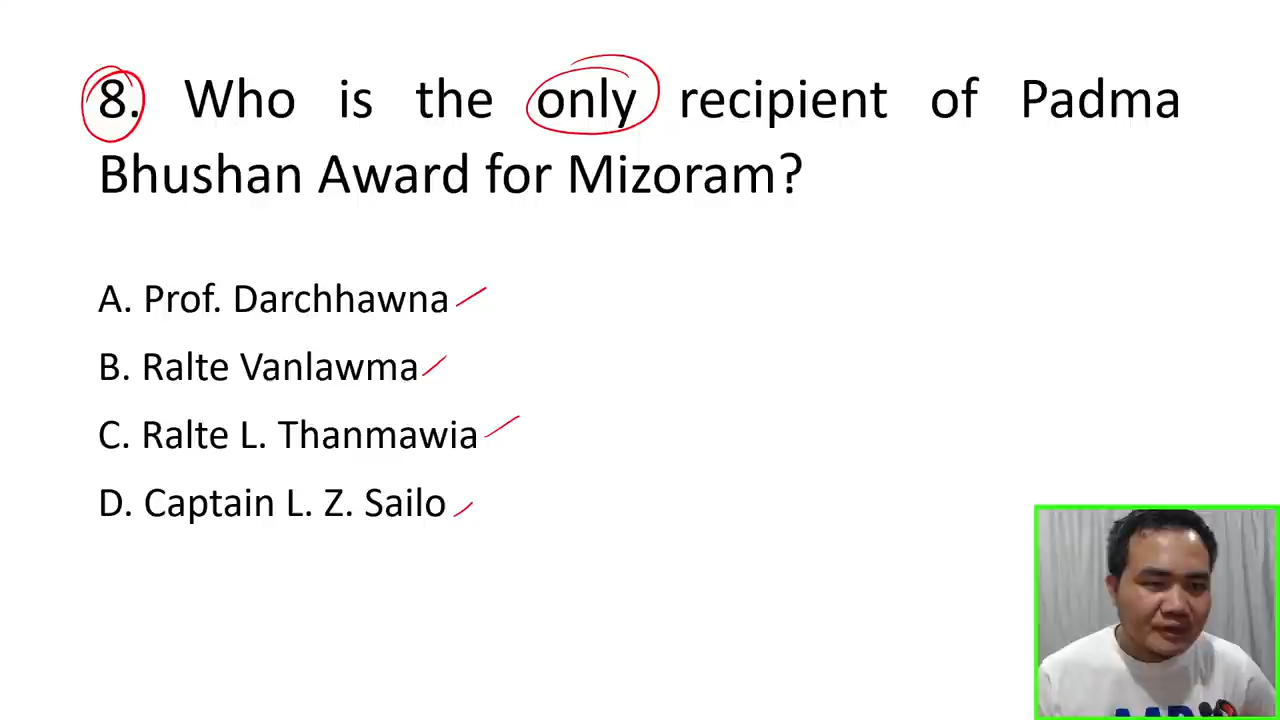 8. Who is the only recipient of Padma
Bhushan Award for Mizoram?
A. Prof. Darchhawna
B. Ralte Vanlawma
C. Ralte L. Thanmawia
D. Captain L. Z. Sailo